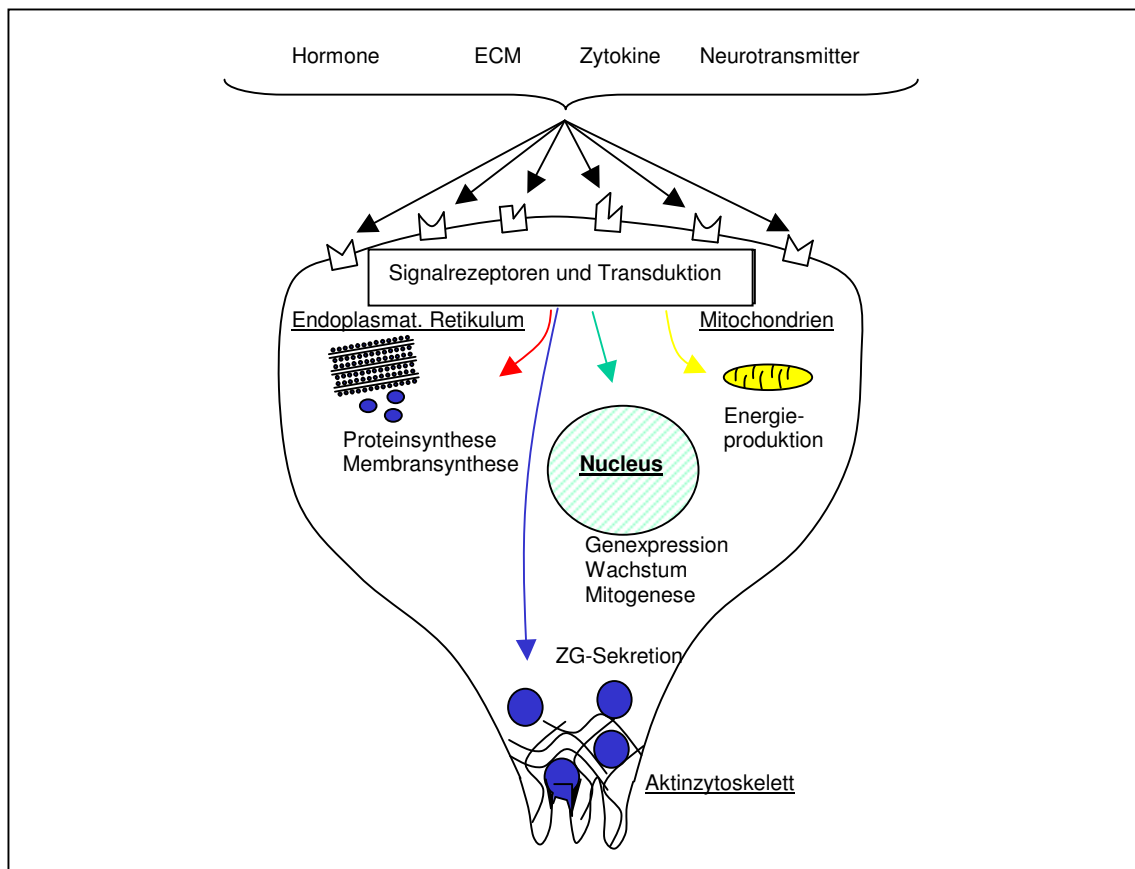 Hormone ECM Zytokine Neurotransmitter
Signalrezeptoren und Transduktion
Endoplasmat. Retikulum
Mitochondrien
Energie-
produktion
Proteinsynthese
Membransynthese
Nucleus
Genexpression
Wachstum
Mitogenese
ZG-Sekretion
Aktinzytoskelett